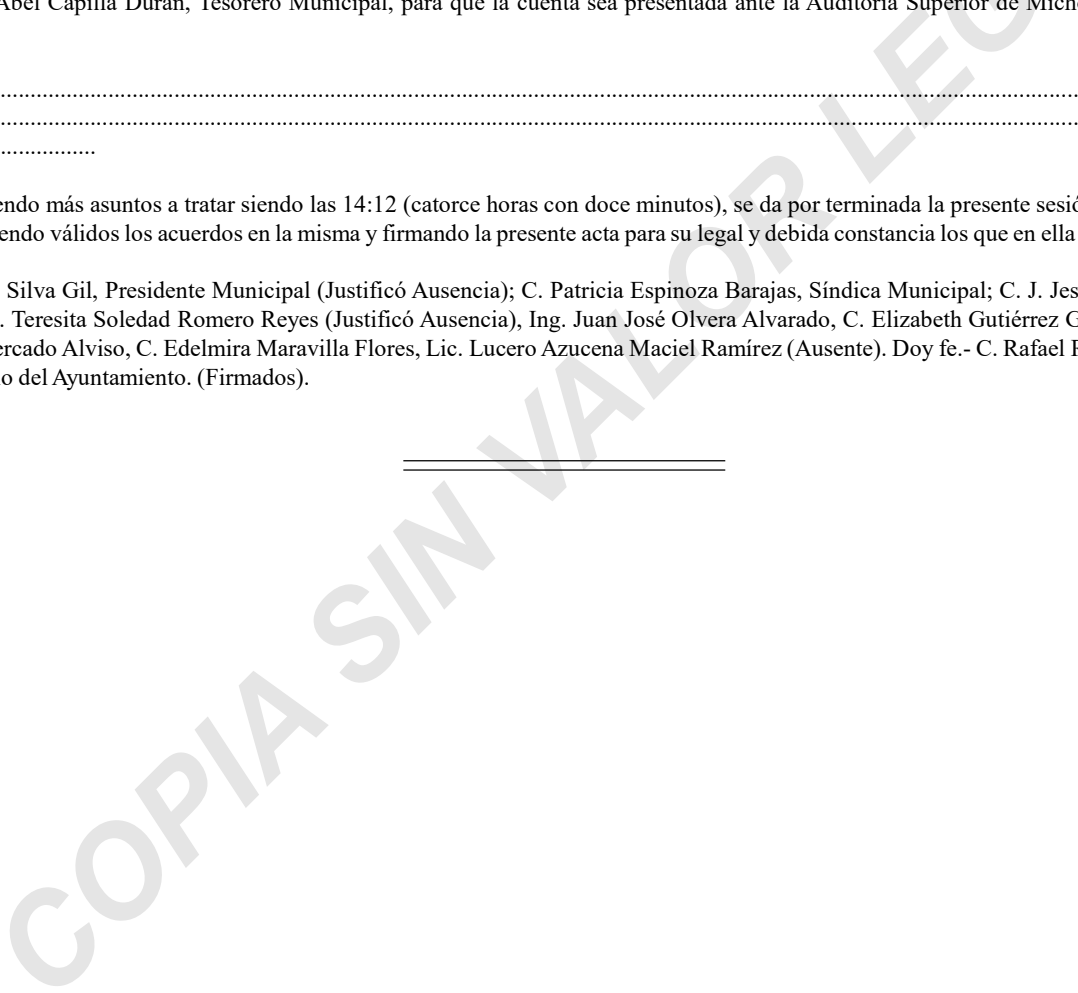 Abel Capilla Durán, Tesorero Municipal, para que la cuenta sea presentada ante la Auditoría Superior de Mich
..........................................................................................
..........................................................................................
................
endo más asuntos a tratar siendo las 14:12 (catorce horas con doce minutos), se da por terminada la presente sesió
endo válidos los acuerdos en la misma y firmando la presente acta para su legal y debida constancia los que en ella
Silva Gil, Presidente Municipal (Justificó Ausencia); C. Patricia Espinoza Barajas, Síndica Municipal; C. J. Jes
. Teresita Soledad Romero Reyes (Justificó Ausencia), Ing. Juan José Olvera Alvarado, C. Elizabeth Gutiérrez G
ercado Alviso, C. Edelmira Maravilla Flores, Lic. Lucero Azucena Maciel Ramírez (Ausente). Doy fe.- C. Rafael
o del Ayuntamiento. (Firmados).
COPIA SIN VALOR LEG